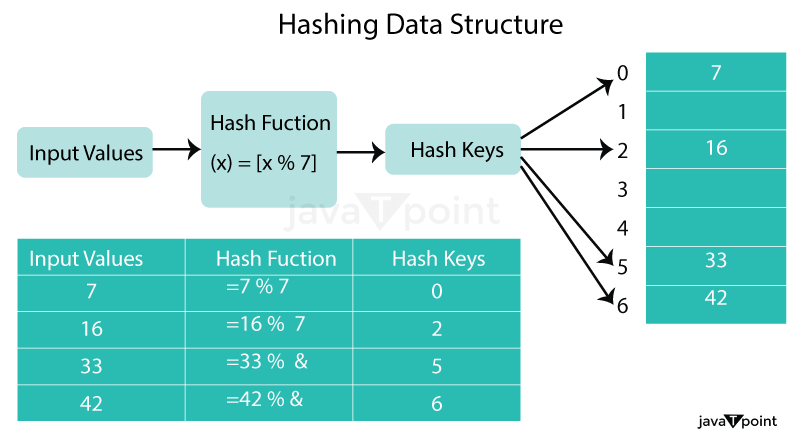 Hashing Data Structure
Input Values
Hash Fuction
(x) = [x % 7]
Hash Keys
0 7
1
2 16
3
4
5 33
6 42
javaTpoint
Input Values Hash Fuction Hash Keys
7 =7 % 7 0
16 =16 % 7 2
33 =33 % & 5
42 =42 % & 6
javaTpoint